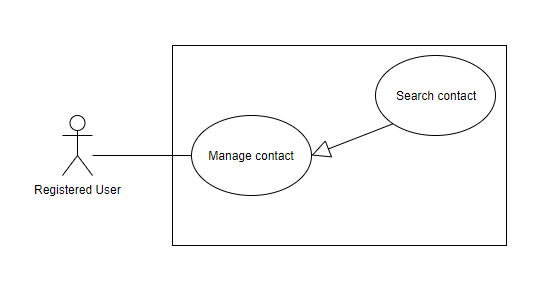 Search contact
Manage contact
Registered User